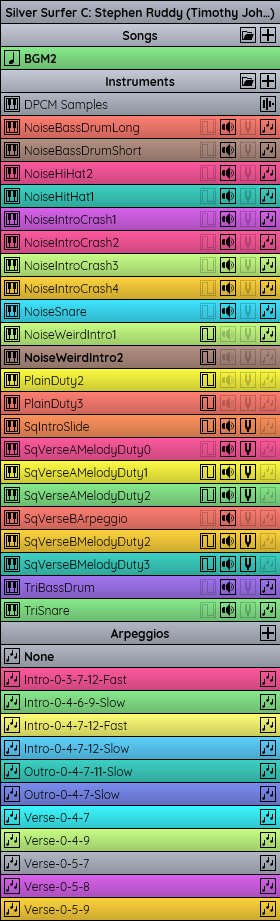 Silver Surfer C: Stephen Ruddy (Timothy Joh...)
Songs
BGM2
Instruments
DPCM Samples
NoiseBassDrumLong
NoiseBassDrumShort
NoiseHiHat2
NoiseHitHat1
NoiseIntroCrash1
NoiseIntroCrash2
NoiseIntroCrash3
NoiseIntroCrash4
NoiseSnare
NoiseWeirdIntro1
NoiseWeirdIntro2
PlainDuty2
PlainDuty3
SqIntroSlide
SqVerseAMelodyDuty0
SqVerseAMelodyDuty1
SqVerseAMelodyDuty2
SqVerseBArpeggio
SqVerseBMelodyDuty2
SqVerseBMelodyDuty3
TriBassDrum
TriSnare
Arpeggios
None
Intro-0-3-7-12-Fast
Intro-0-4-6-9-Slow
Intro-0-4-7-12-Fast
Intro-0-4-7-12-Slow
Outro-0-4-7-11-Slow
Outro-0-4-7-Slow
Verse-0-4-7
Verse-0-4-9
Verse-0-5-7
Verse-0-5-8
Verse-0-5-9